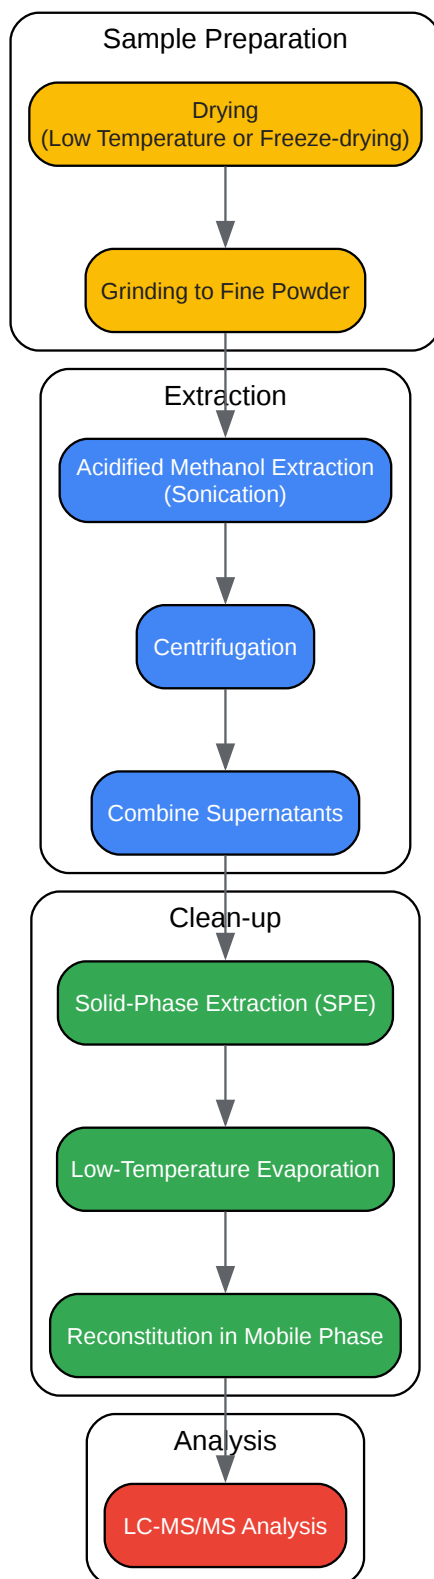 Sample Preparation
Drying
(Low Temperature or Freeze-drying)
Grinding to Fine Powder
Extraction
Acidified Methanol Extraction
(Sonication)
Centrifugation
Combine Supernatants
Clean-up
Solid-Phase Extraction (SPE)
Low-Temperature Evaporation
Reconstitution in Mobile Phase
Analysis
LC-MS/MS Analysis